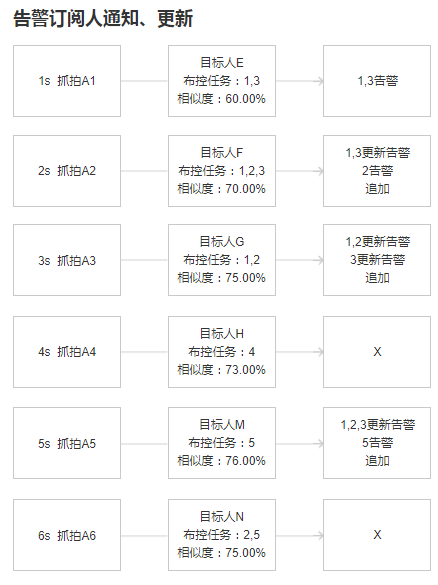 告警订阅人通知、更新
1s 抓拍A1
目标人E
布控任务：1,3
相似度：60.00%
1,3告警
2s 抓拍A2
目标人F
布控任务：1,2,3
相似度：70.00%
1,3更新告警
2告警
追加
3s 抓拍A3
目标人G
布控任务：1,2
相似度：75.00%
1,2更新告警
3更新告警
追加
4s 抓拍A4
目标人H
布控任务：4
相似度：73.00%
X
5s 抓拍A5
目标人M
布控任务：5
相似度：76.00%
1,2,3更新告警
5告警
追加
6s 抓拍A6
目标人N
布控任务：2,5
相似度：75.00%
X